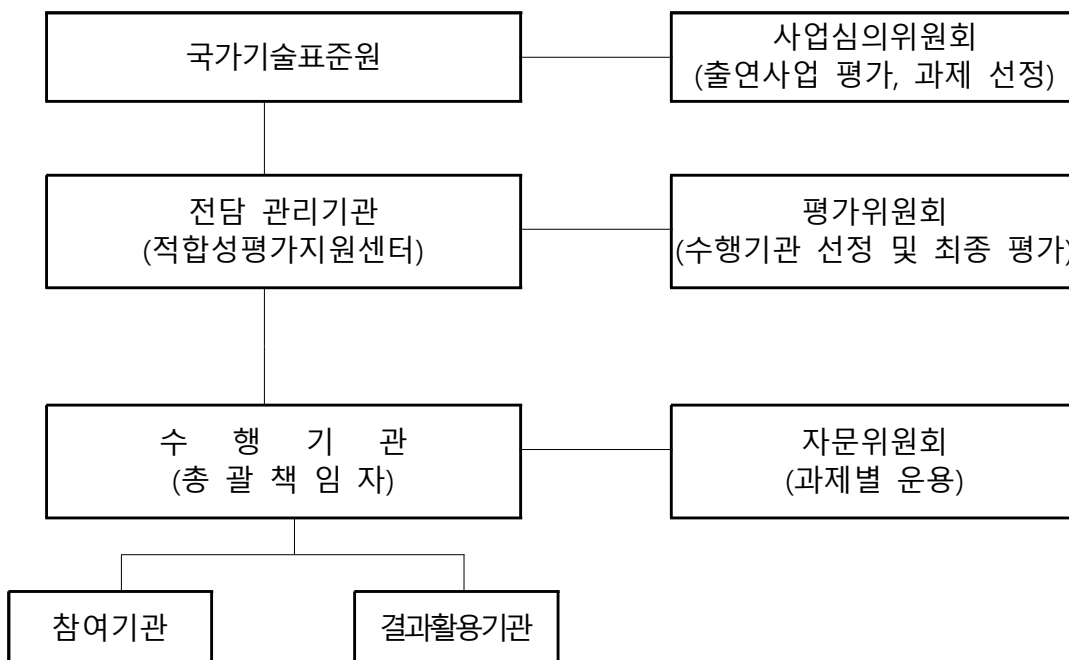 국가기술표준원
사업심의위원회
(출연사업 평가, 과제 선정)
전담 관리기관
(적합성평가지원센터)
평가위원회
(수행기관 선정 및 최종 평가)
수 행 기 관
(총 괄 책 임 자)
자문위원회
(과제별 운용)
참여기관
결과활용기관